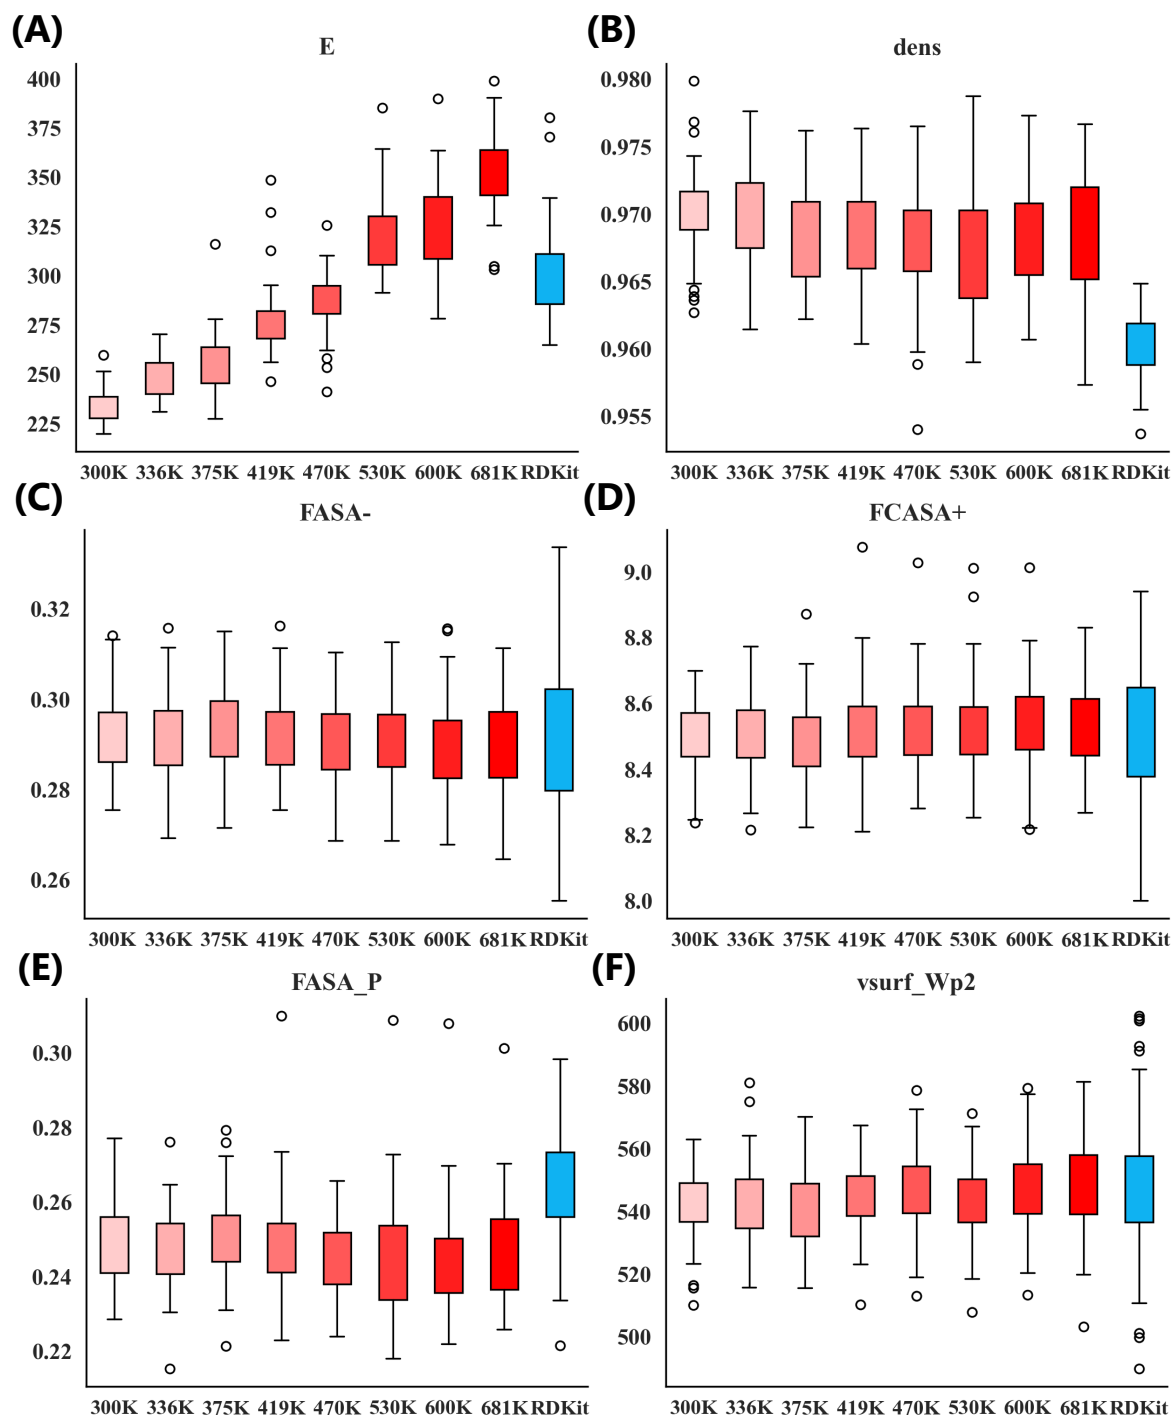 (A)
E
400
375
350
325
300
275
250
225
300K 336K 375K 419K 470K 530K 600K 681K RDKit
(B)
dens
0.980
0.975
0.970
0.965
0.960
0.955
300K 336K 375K 419K 470K 530K 600K 681K RDKit
(C)
FASA-
0.32
0.30
0.28
0.26
300K 336K 375K 419K 470K 530K 600K 681K RDKit
(D)
FCASA+
9.0
8.8
8.6
8.4
8.2
8.0
300K 336K 375K 419K 470K 530K 600K 681K RDKit
(E)
FASA_P
0.30
0.28
0.26
0.24
0.22
300K 336K 375K 419K 470K 530K 600K 681K RDKit
(F)
vsurf_Wp2
600
580
560
540
520
500
300K 336K 375K 419K 470K 530K 600K 681K RDKit